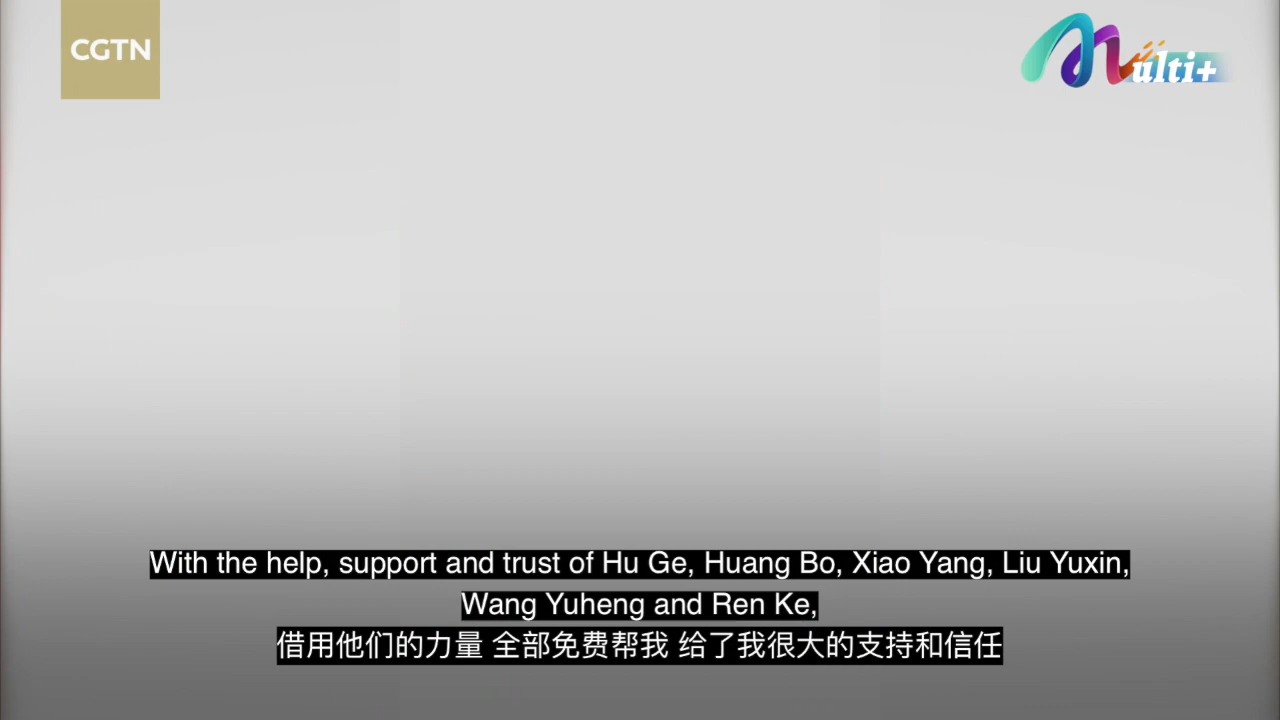 CGTN
Multi+
With the help, support and trust of Hu Ge, Huang Bo, Xiao Yang, Liu Yuxin,
Wang Yuheng and Ren Ke,
借用他们的力量 全部免费帮我 给了我很大的支持和信任